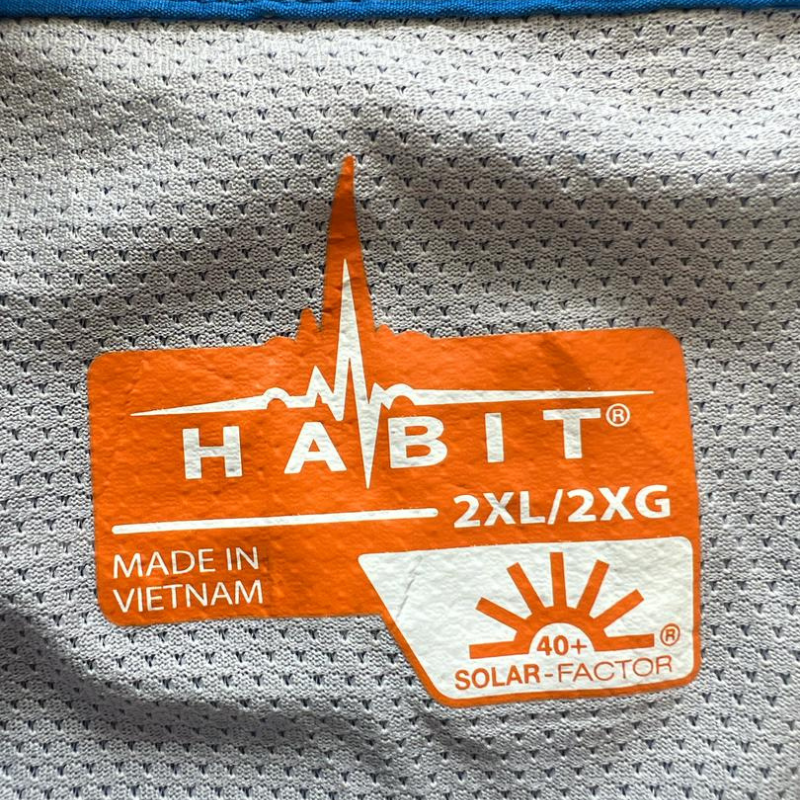 HABIT®
2XL/2XG
MADE IN
VIETNAM
40+
SOLAR-FACTOR®